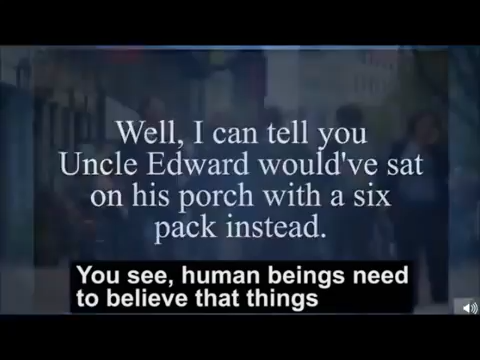 Well, I can tell you
Uncle Edward would've sat
on his porch with a six
pack instead.
You see, human beings need
to believe that things